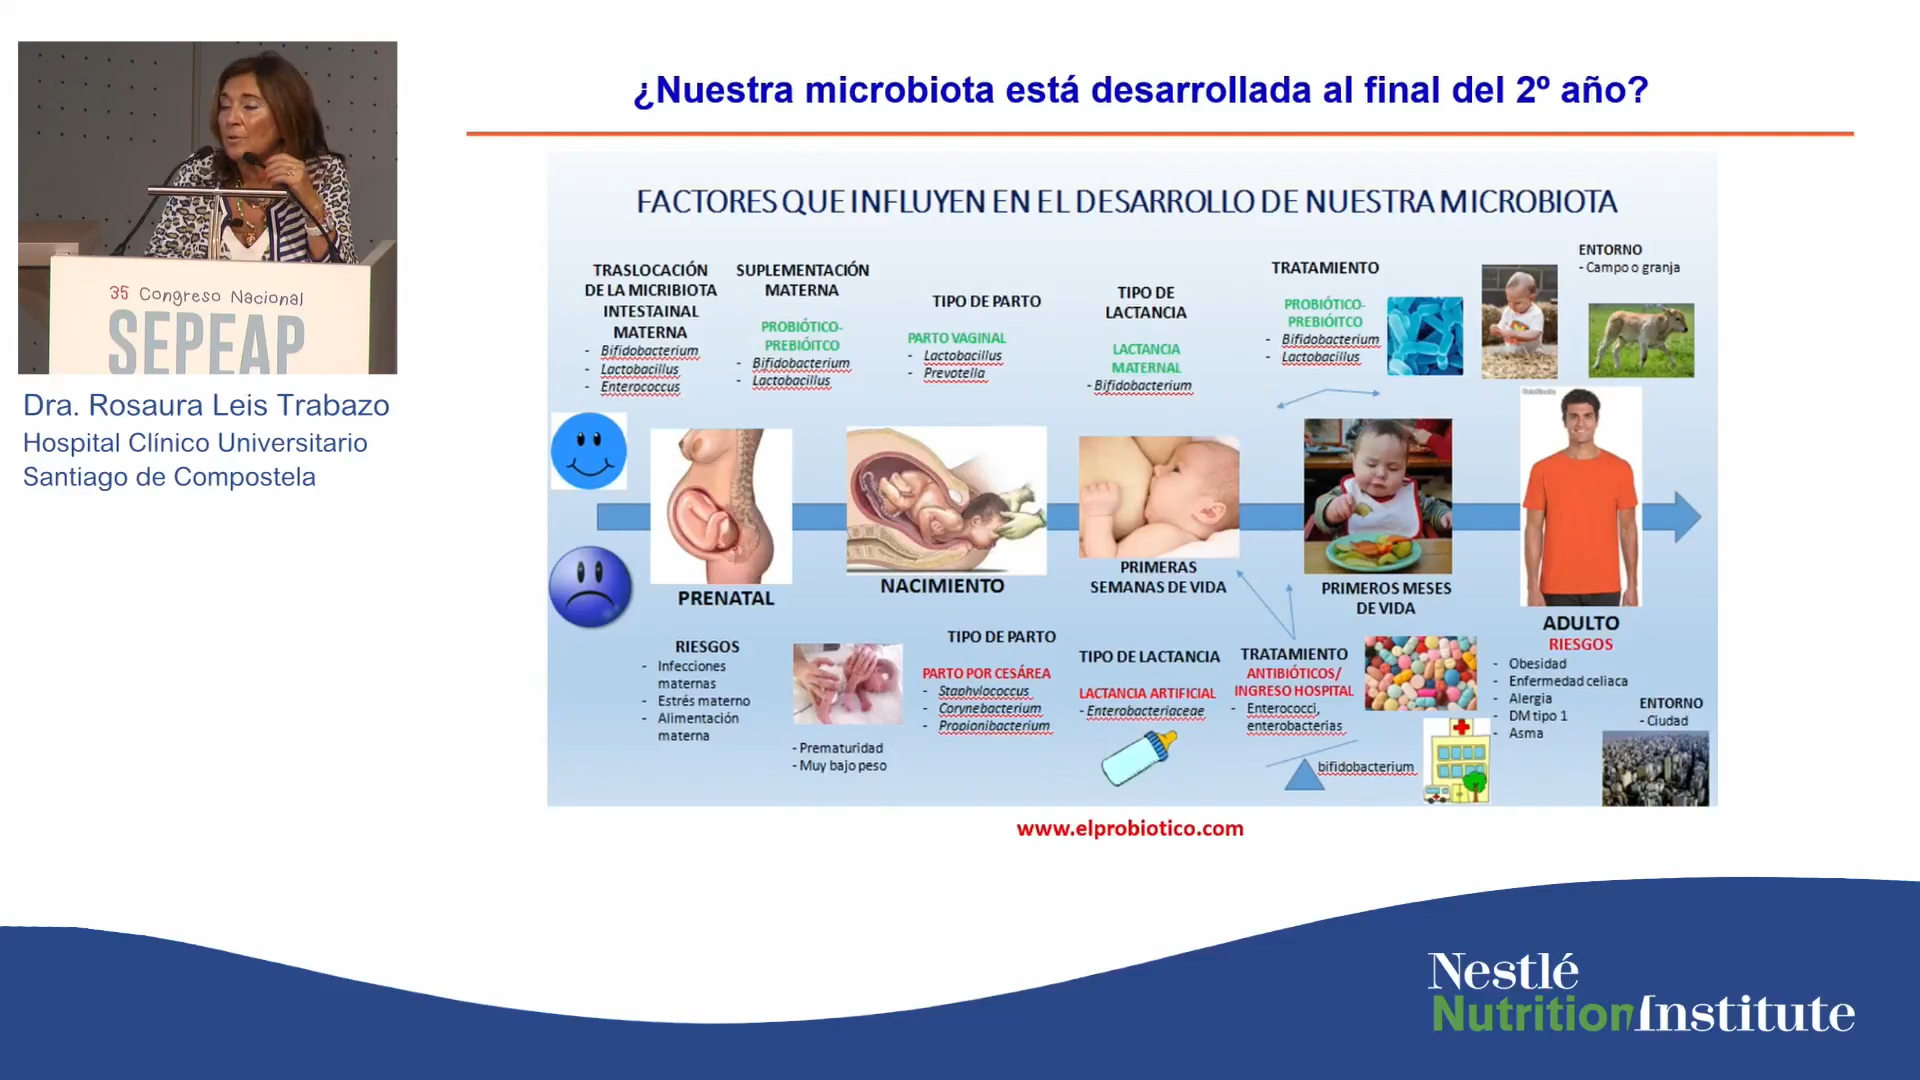 ¿Nuestra microbiota está desarrollada al final del 2º año?
35 Congreso Nacional
SEPEAP
Dra. Rosaura Leis Trabazo
Hospital Clínico Universitario
Santiago de Compostela
FACTORES QUE INFLUYEN EN EL DESARROLLO DE NUESTRA MICROBIOTA
TRASLOCACIÓN
DE LA MICRIBIOTA
INTESTAINAL
MATERNA
- Bifidobacterium
- Lactobacillus
- Enterococcus
SUPLEMENTACIÓN
MATERNA
PROBIÓTICO-
PREBIÓITCO
- Bifidobacterium
- Lactobacillus
TIPO DE PARTO
PARTO VAGINAL
- Lactobacillus
- Prevotella
TIPO DE
LACTANCIA
LACTANCIA
MATERNAL
- Bifidobacterium
TRATAMIENTO
PROBIÓTICO-
PREBIÓITCO
- Bifidobacterium
- Lactobacillus
ENTORNO
- Campo o granja
PRENATAL
NACIMIENTO
PRIMERAS
SEMANAS DE VIDA
PRIMEROS MESES
DE VIDA
ADULTO
RIESGOS
- Infecciones
maternas
- Estrés materno
- Alimentación
materna
- Prematuridad
- Muy bajo peso
TIPO DE PARTO
PARTO POR CESÁREA
- Staphylococcus
- Corynebacterium
- Propionibacterium
TIPO DE LACTANCIA
LACTANCIA ARTIFICIAL
- Enterobacteriaceae
TRATAMIENTO
ANTIBIÓTICOS/
INGRESO HOSPITAL
- Enterococci,
enterobacterias
bifidobacterium
RIESGOS
- Obesidad
- Enfermedad celiaca
- Alergia
- DM tipo 1
- Asma
ENTORNO
- Ciudad
www.elprobiotico.com
Nestlé
NutritionInstitute